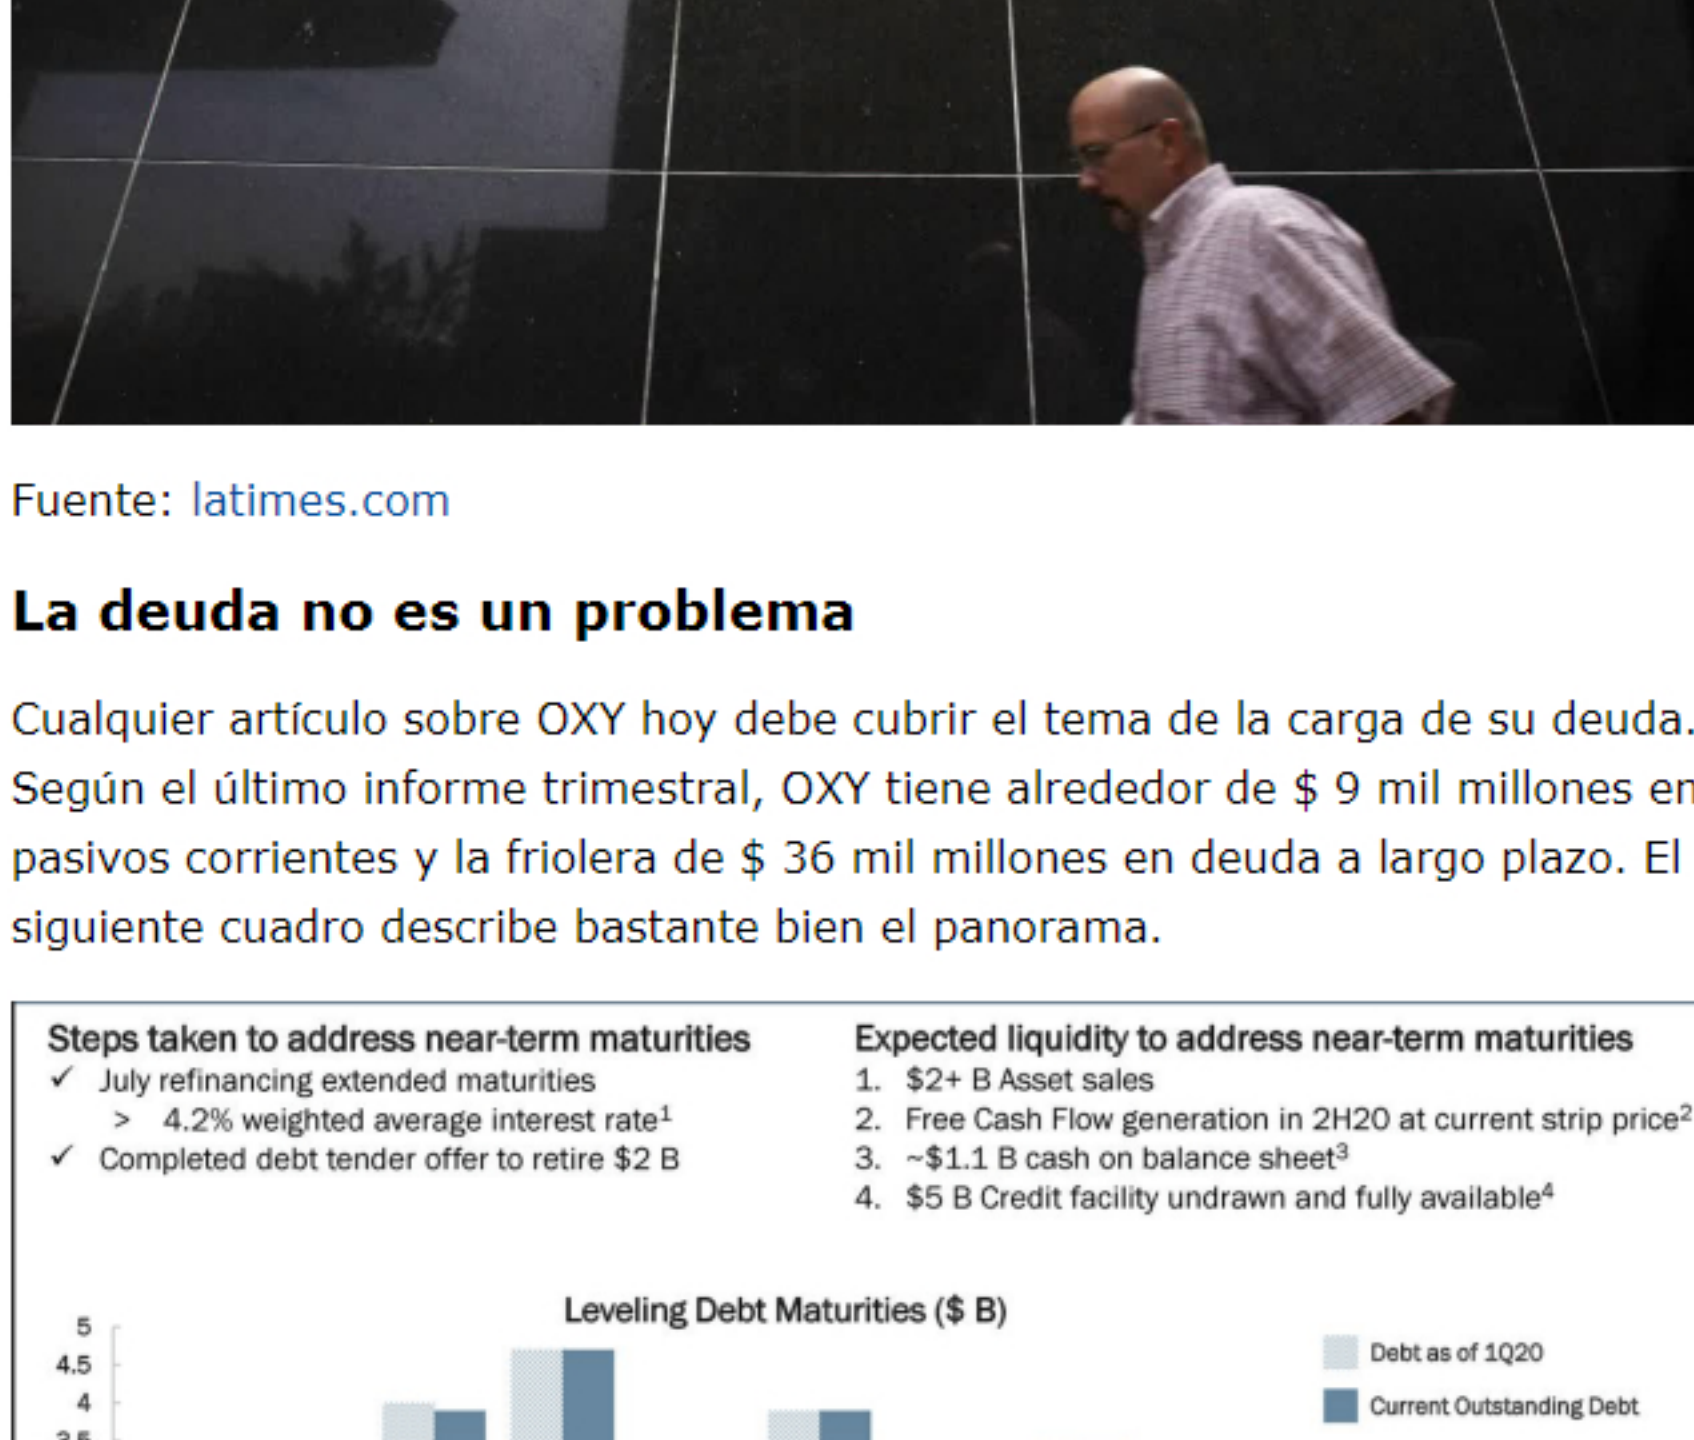 Fuente: latimes.com
La deuda no es un problema
Cualquier artículo sobre OXY hoy debe cubrir el tema de la carga de su deuda.
Según el último informe trimestral, OXY tiene alrededor de $ 9 mil millones en
pasivos corrientes y la friolera de $ 36 mil millones en deuda a largo plazo. El
siguiente cuadro describe bastante bien el panorama.
Steps taken to address near-term maturities
✓ July refinancing extended maturities
> 4.2% weighted average interest rate¹
✓ Completed debt tender offer to retire $2 B
Expected liquidity to address near-term maturities
1. $2+ B Asset sales
2. Free Cash Flow generation in 2H20 at current strip price²
3. ~$1.1 B cash on balance sheet³
4. $5 B Credit facility undrawn and fully available⁴
Leveling Debt Maturities ($ B)
5
4.5
4
3.5
Debt as of 1Q20
Current Outstanding Debt